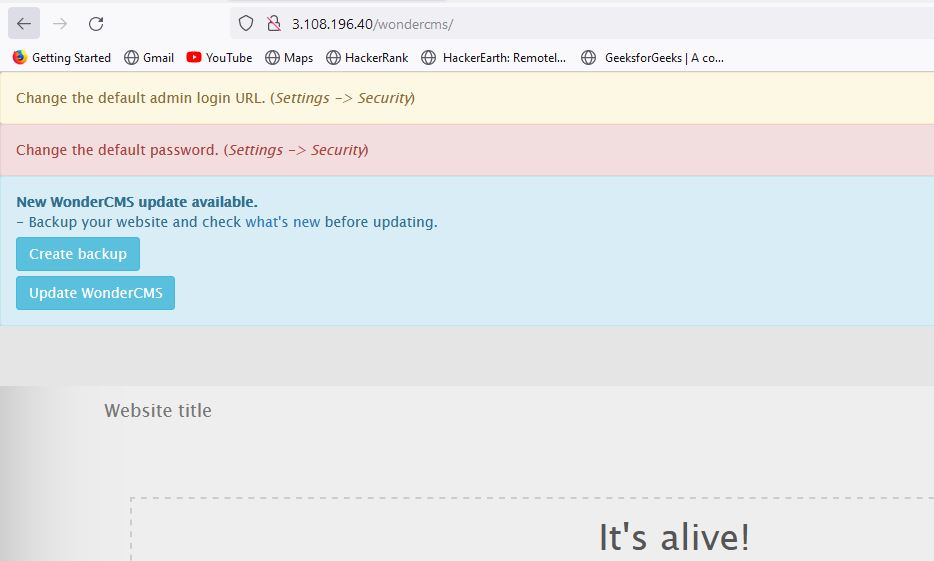 3.108.196.40/wondercms/
Getting Started Gmail YouTube Maps HackerRank HackerEarth: Remotel... GeeksforGeeks | A co...
Change the default admin login URL. (Settings -> Security)
Change the default password. (Settings -> Security)
New WonderCMS update available.
- Backup your website and check what's new before updating.
Create backup
Update WonderCMS
Website title
It's alive!